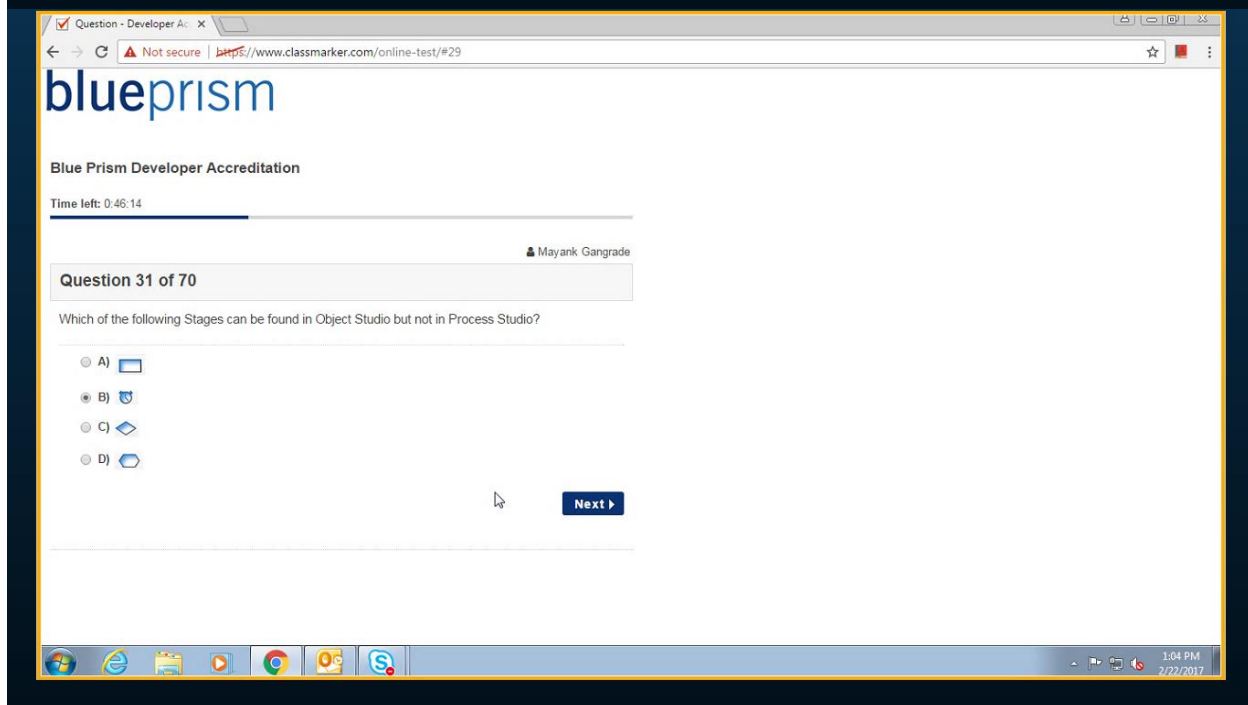 Question - Developer Ac
Not secure | https://www.classmarker.com/online-test/#29
blueprism
Blue Prism Developer Accreditation
Time left: 0:46:14
Mayank Gangrade
Question 31 of 70
Which of the following Stages can be found in Object Studio but not in Process Studio?
A)
B)
C)
D)
Next
1:04 PM
2/22/2017